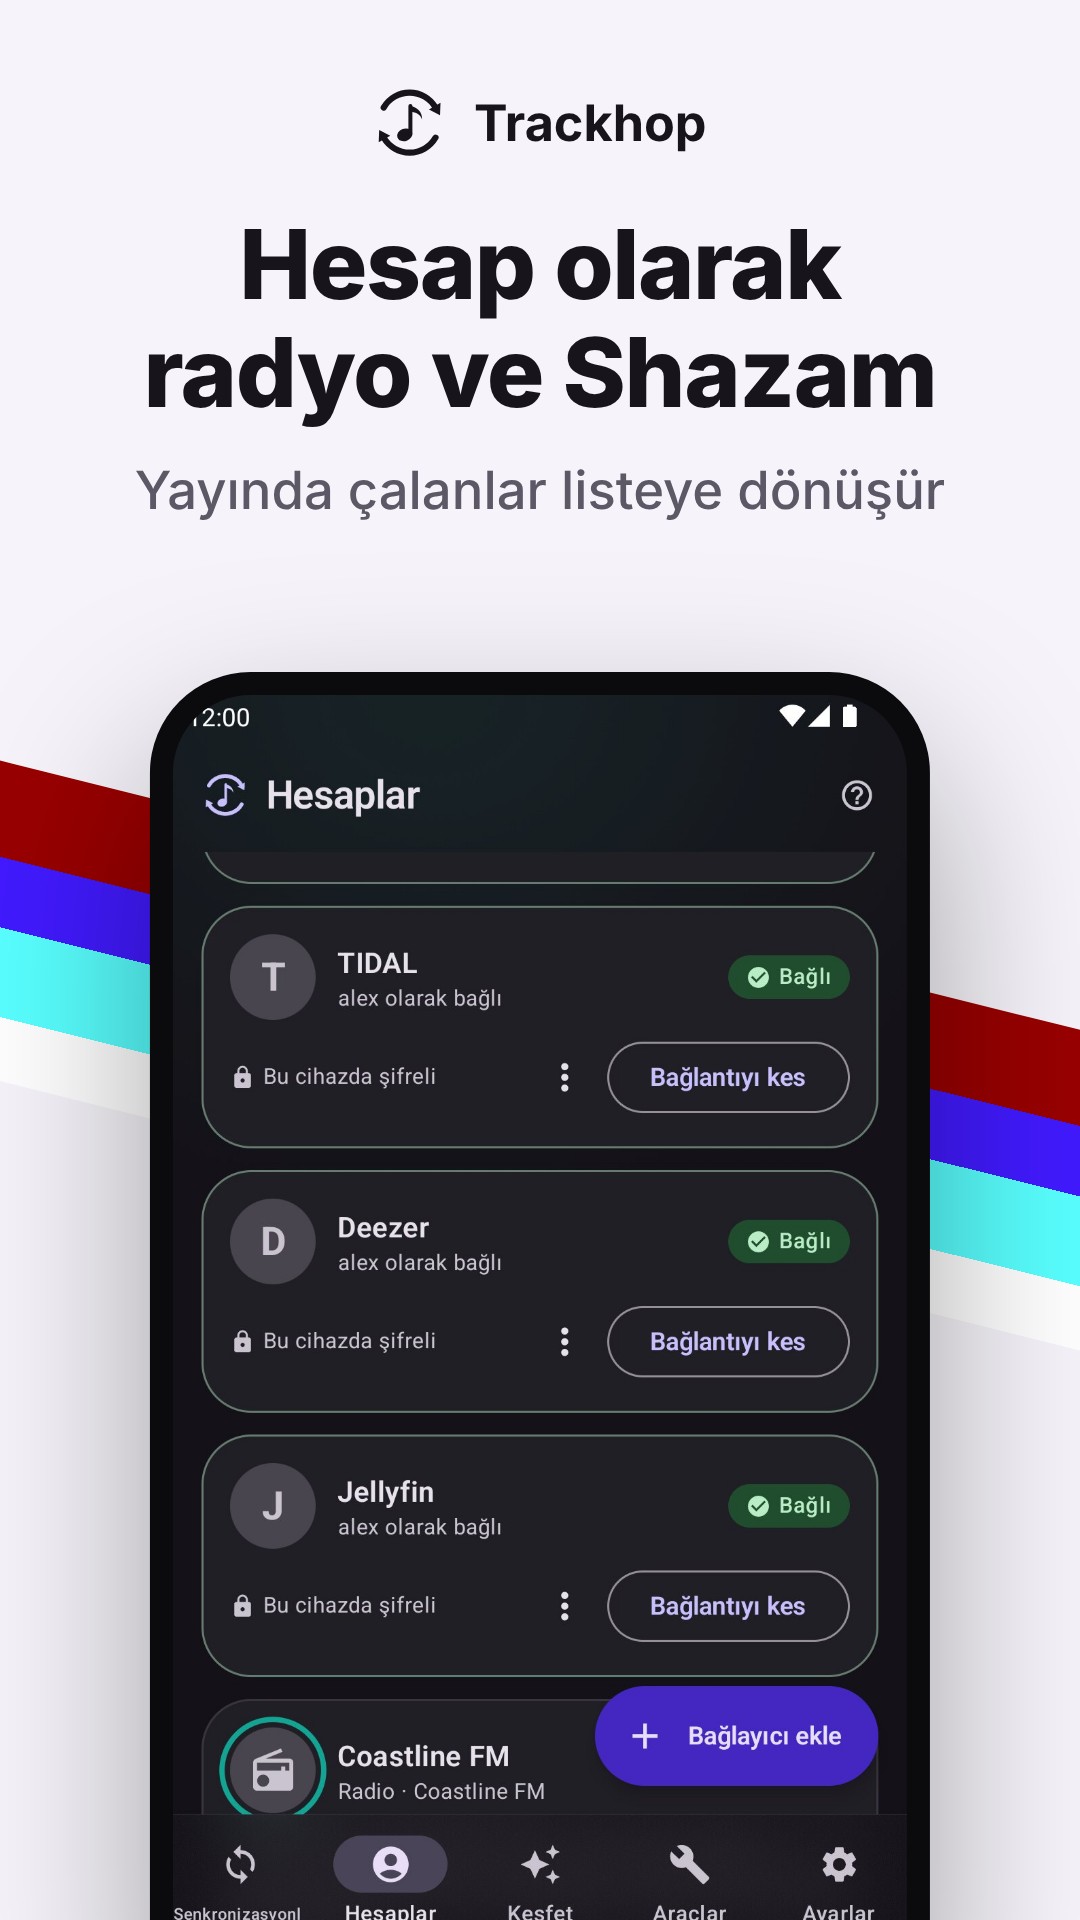 Trackhop
Hesap olarak
radyo ve Shazam
Yayında çalanlar listeye dönüşür
12:00
Hesaplar
T
TIDAL
alex olarak bağlı
Bağlı
Bu cihazda şifreli
Bağlantıyı kes
D
Deezer
alex olarak bağlı
Bağlı
Bu cihazda şifreli
Bağlantıyı kes
J
Jellyfin
alex olarak bağlı
Bağlı
Bu cihazda şifreli
Bağlantıyı kes
Coastline FM
Radio · Coastline FM
Bağlayıcı ekle
Senkronizasyonl
Hesaplar
Keşfet
Araçlar
Ayarlar